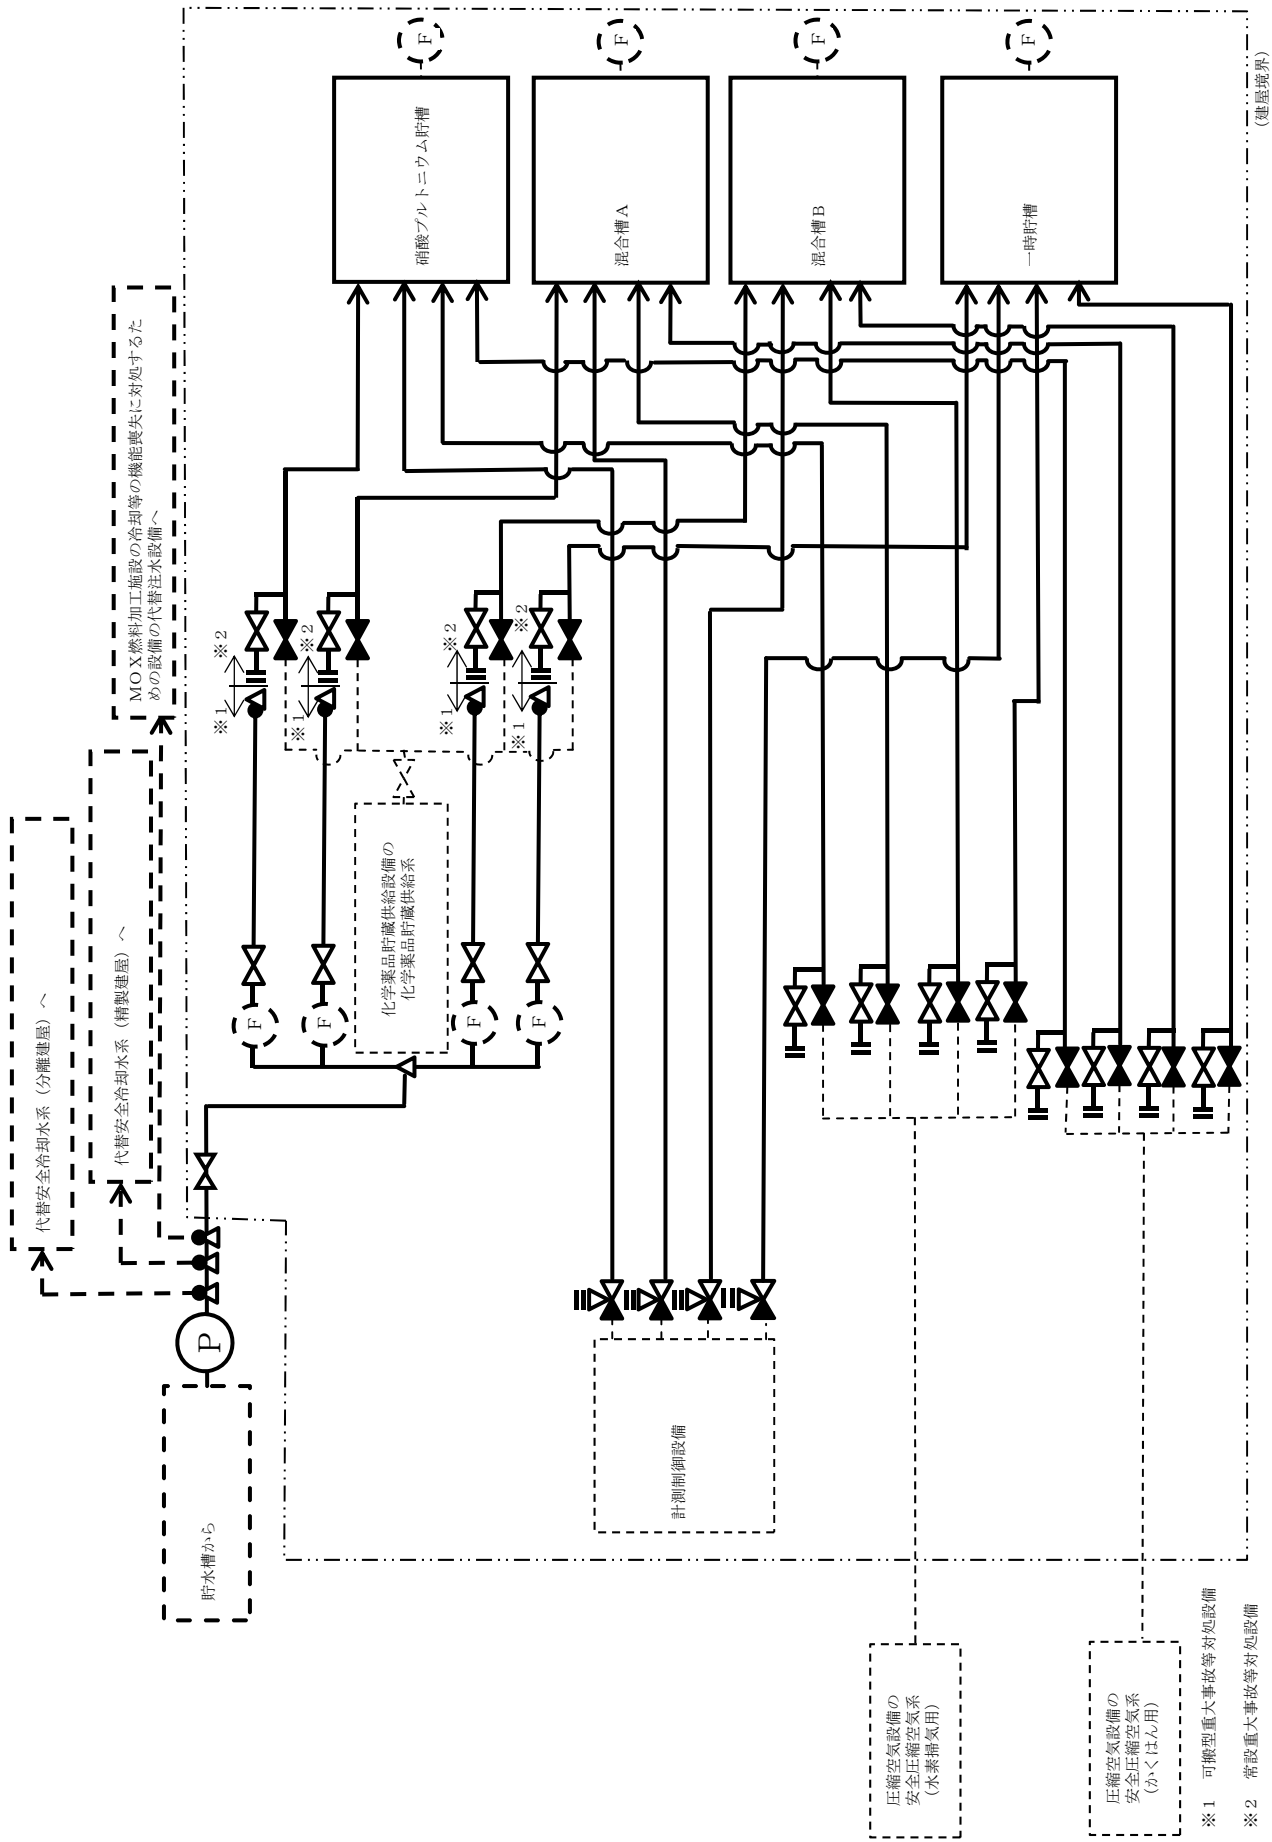 貯水槽から
P
代替安全冷却水系（分離建屋）へ
代替安全冷却水系（精製建屋）へ
ＭＯＸ燃料加工施設の冷却等の機能喪失に対処するた
めの設備の代替注水設備へ
※１
※２
※１
※２
※１
※２
※１
※２
F
F
F
F
化学薬品貯蔵供給設備の
化学薬品貯蔵供給系
計測制御設備
硝酸プルトニウム貯槽
F
混合槽Ａ
F
混合槽Ｂ
F
一時貯槽
F
（建屋境界）
圧縮空気設備の
安全圧縮空気系
（水素掃気用）
圧縮空気設備の
安全圧縮空気系
（かくはん用）
※１　可搬型重大事故等対処設備
※２　常設重大事故等対処設備